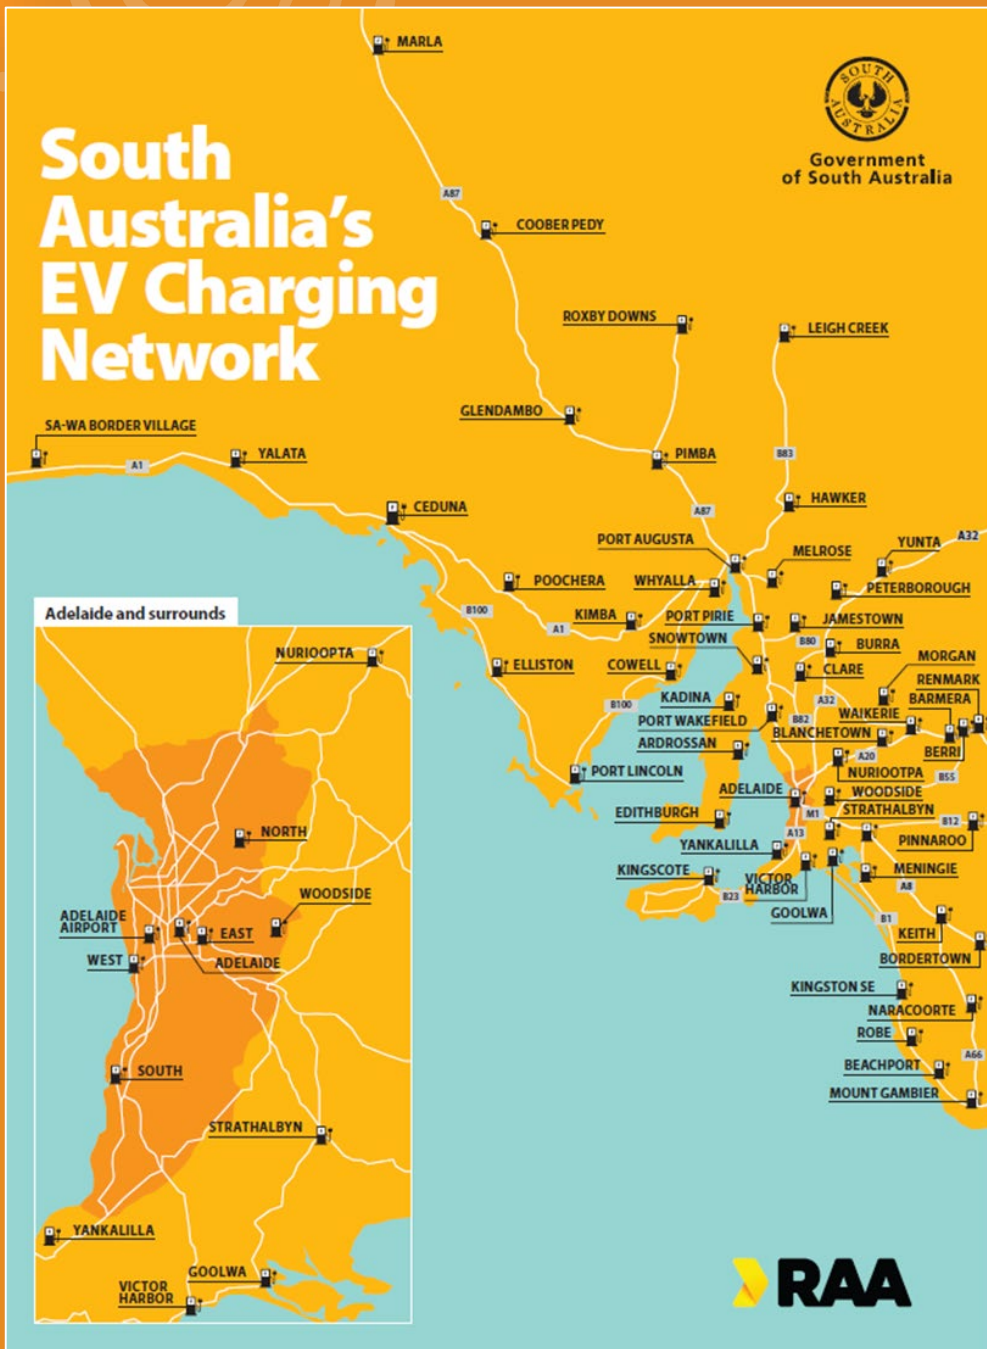 MARLA
SOUTH AUSTRALIA
Government
of South Australia
South
Australia's
EV Charging
Network
A87
COOBER PEDY
ROXBY DOWNS
LEIGH CREEK
GLENDAMBO
SA-WA BORDER VILLAGE
A1
YALATA
PIMBA
B83
CEDUNA
HAWKER
A87
PORT AUGUSTA
MELROSE
YUNTA
A32
POOCHERA
WHYALLA
PETERBOROUGH
B100
KIMBA
A1
PORT PIRIE
JAMESTOWN
SNOWTOWN
B80
BURRA
ELLISTON
COWELL
CLARE
MORGAN
RENMARK
KADINA
A32
BARMERA
B100
PORT WAKEFIELD
B82
WAIKERIE
BLANCHETOWN
ARDROSSAN
A20
BERRI
PORT LINCOLN
NURIOOTPA
B55
ADELAIDE
WOODSIDE
EDITHBURGH
M1
STRATHALBYN
B12
A13
PINNAROO
YANKALILLA
KINGSCOTE
VICTOR
HARBOR
MENINGIE
B23
A8
GOOLWA
B1
KEITH
BORDERTOWN
KINGSTON SE
NARACOORTE
ROBE
A66
BEACHPORT
MOUNT GAMBIER
Adelaide and surrounds
NURIOOPTA
NORTH
WOODSIDE
ADELAIDE
AIRPORT
EAST
WEST
ADELAIDE
SOUTH
STRATHALBYN
YANKALILLA
GOOLWA
VICTOR
HARBOR
RAA